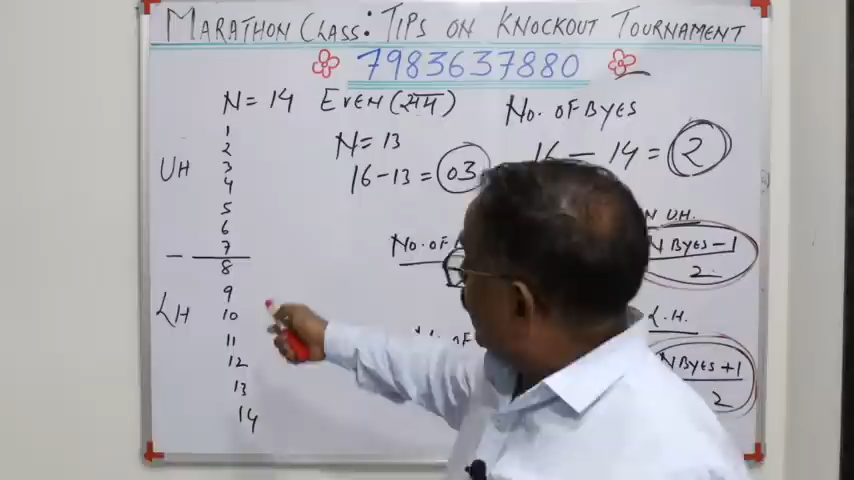 MARATHON CLASS: TIPS ON KNOCKOUT TOURNAMENT
7983637880
N = 14 EVEN (सम)
1
2
3
4
5
6
7
8
9
10
11
12
13
14
UH
LH
N = 13
16-13 = 03
No. OF BYES
16 - 14 = 2
No. OF
N U.H.
N BYES-1
2
L.H.
N BYES+1
2